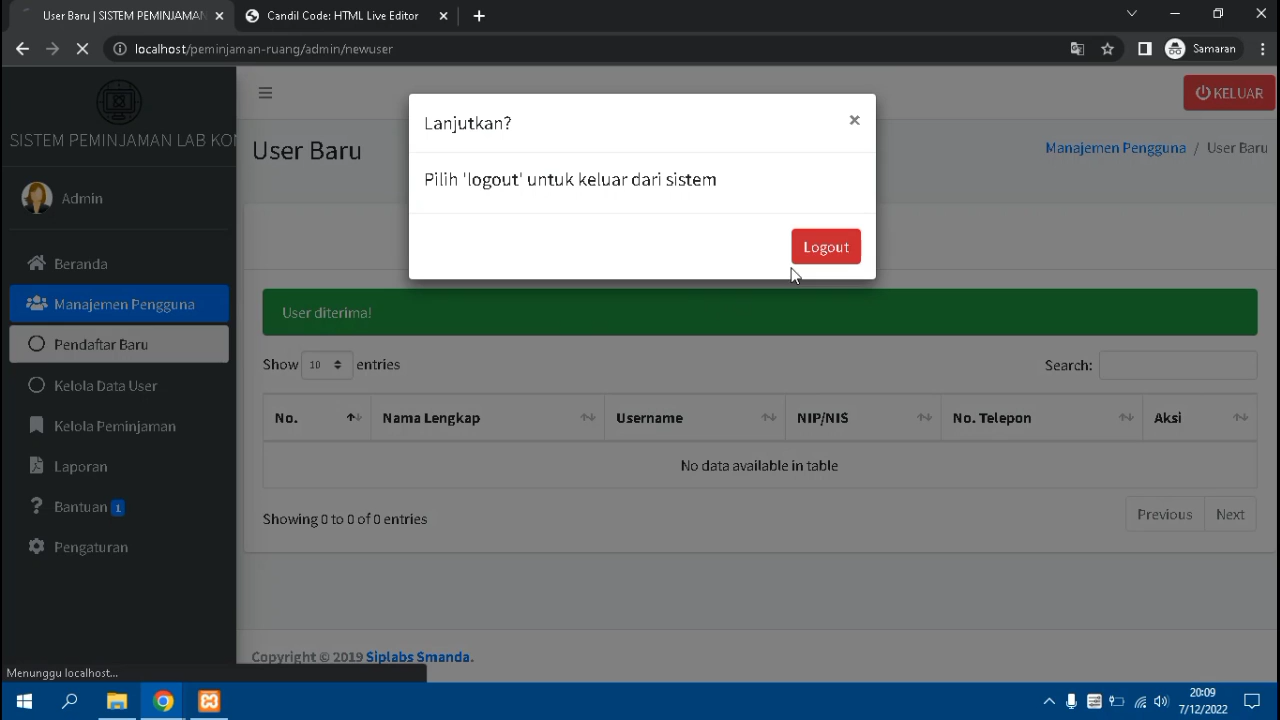 User Baru | SISTEM PEMINJAMAN
Candil Code: HTML Live Editor
localhost/peminjaman-ruang/admin/newuser
Samaran
SISTEM PEMINJAMAN LAB KON
Admin
Beranda
Manajemen Pengguna
Pendaftar Baru
Kelola Data User
Kelola Peminjaman
Laporan
Bantuan 1
Pengaturan
KELUAR
User Baru
Manajemen Pengguna / User Baru
Lanjutkan?
×
Pilih 'logout' untuk keluar dari sistem
Logout
User diterima!
Show 10 entries
Search:
No. Nama Lengkap Username NIP/NIS No. Telepon Aksi
No data available in table
Showing 0 to 0 of 0 entries
Previous Next
Copyright © 2019 Siplabs Smanda.
Menunggu localhost...
20:09
7/12/2022